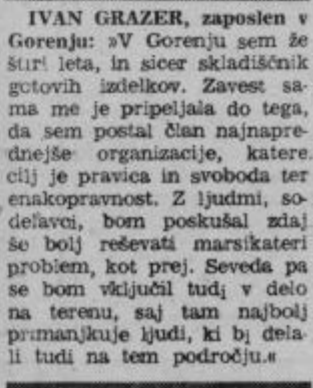 IVAN GRAZER, zaposlen v
Gorenju: »V Gorenju sem že
štiri leta, in sicer skladiščnik
gotovih izdelkov. Zavest sa-
ma me je pripeljala do tega,
da sem postal član najnapre-
dnejše organizacije, katere
cilj je pravica in svoboda ter
enakopravnost. Z ljudmi, so-
delavci, bom poskušal zdaj
še bolj reševati marsikateri
problem, kot prej. Seveda pa
se bom vključil tudi v delo
na terenu, saj tam najbolj
primanjkuje ljudi, ki bi dela-
li tudi na tem področju.«